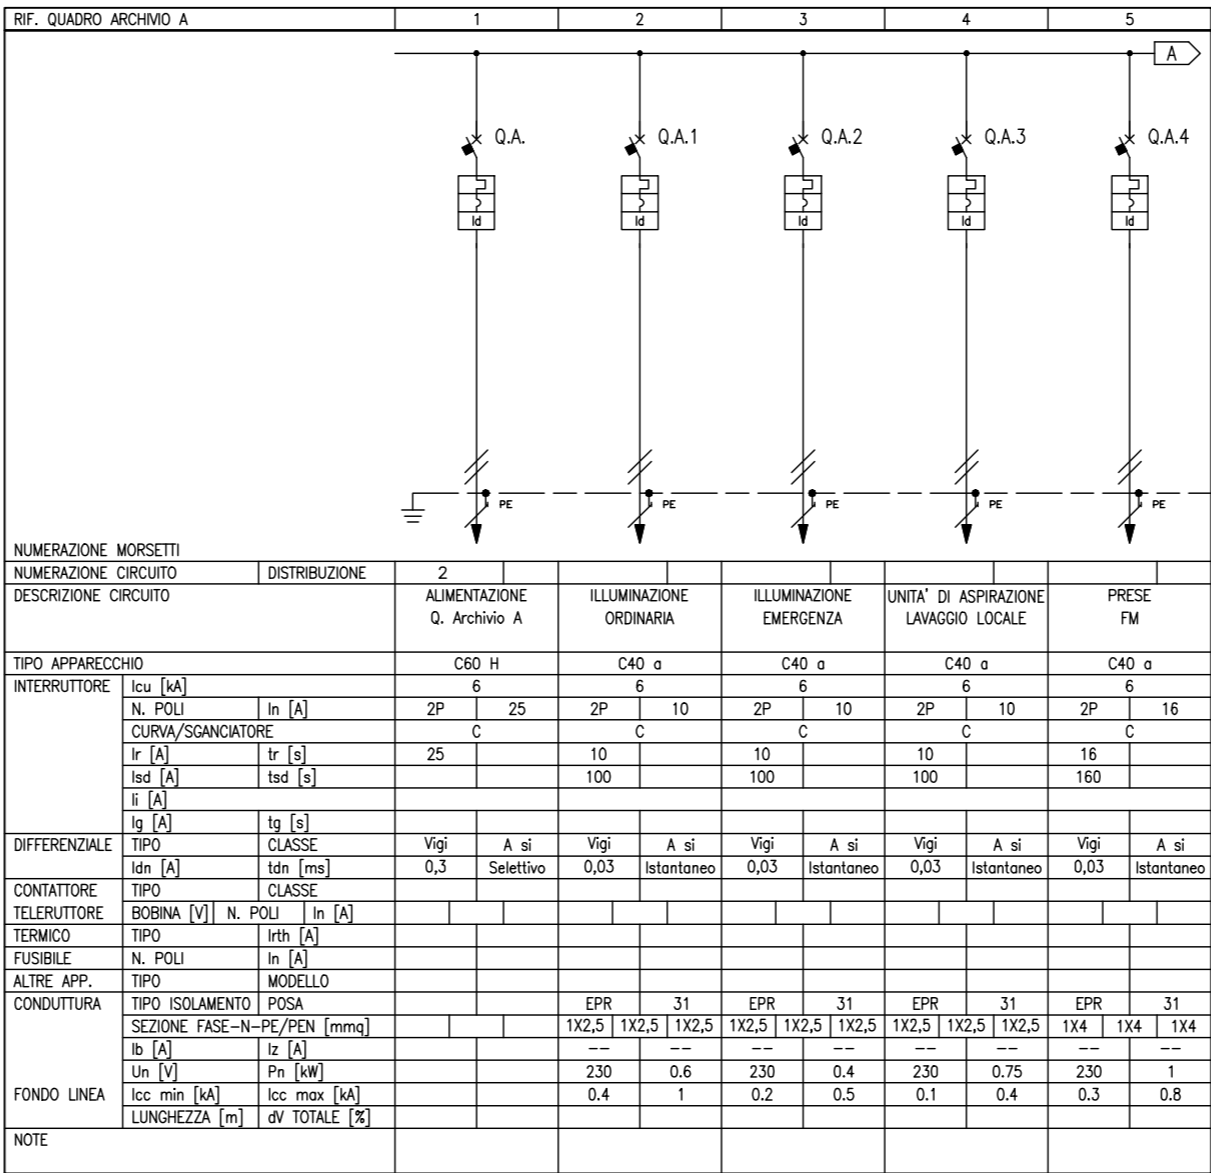 RIF. QUADRO ARCHIVIO A 1 2 3 4 5
A
Q.A. Q.A.1 Q.A.2 Q.A.3 Q.A.4
Id Id Id Id Id
PE PE PE PE PE
NUMERAZIONE MORSETTI
NUMERAZIONE CIRCUITO DISTRIBUZIONE 2
DESCRIZIONE CIRCUITO ALIMENTAZIONE ILLUMINAZIONE ILLUMINAZIONE UNITA' DI ASPIRAZIONE PRESE
Q. Archivio A ORDINARIA EMERGENZA LAVAGGIO LOCALE FM
TIPO APPARECCHIO C60 H C40 a C40 a C40 a C40 a
INTERRUTTORE Icu [kA] 6 6 6 6 6
N. POLI In [A] 2P 25 2P 10 2P 10 2P 10 2P 16
CURVA/SGANCIATORE C C C C C
Ir [A] tr [s] 25 10 10 10 16
Isd [A] tsd [s] 100 100 100 160
Ii [A]
Ig [A] tg [s]
DIFFERENZIALE TIPO CLASSE Vigi A si Vigi A si Vigi A si Vigi A si Vigi A si
Idn [A] tdn [ms] 0,3 Selettivo 0,03 Istantaneo 0,03 Istantaneo 0,03 Istantaneo 0,03 Istantaneo
CONTATTORE TIPO CLASSE
TELERUTTORE BOBINA [V] N. POLI In [A]
TERMICO TIPO Irth [A]
FUSIBILE N. POLI In [A]
ALTRE APP. TIPO MODELLO
CONDUTTURA TIPO ISOLAMENTO POSA EPR 31 EPR 31 EPR 31 EPR 31
SEZIONE FASE-N-PE/PEN [mmq] 1X2,5 1X2,5 1X2,5 1X2,5 1X2,5 1X2,5 1X2,5 1X2,5 1X2,5 1X4 1X4 1X4
Ib [A] Iz [A] -- -- -- -- -- -- -- --
Un [V] Pn [kW] 230 0.6 230 0.4 230 0.75 230 1
FONDO LINEA Icc min [kA] Icc max [kA] 0.4 1 0.2 0.5 0.1 0.4 0.3 0.8
LUNGHEZZA [m] dV TOTALE [%]
NOTE